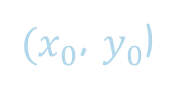 (x₀, y₀)